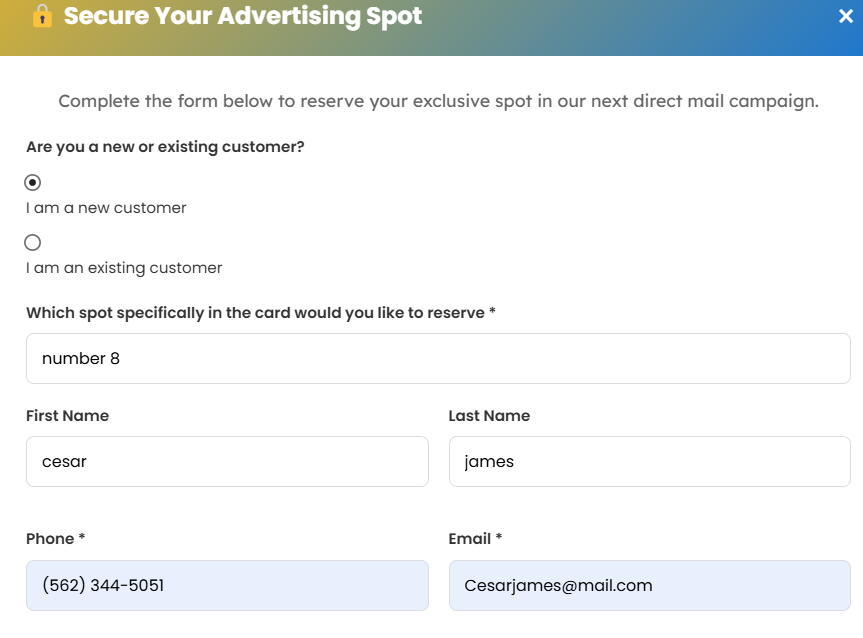 🔒 Secure Your Advertising Spot ×
Complete the form below to reserve your exclusive spot in our next direct mail campaign.
Are you a new or existing customer?
I am a new customer
I am an existing customer
Which spot specifically in the card would you like to reserve *
number 8
First Name Last Name
cesar james
Phone * Email *
(562) 344-5051 Cesarjames@mail.com